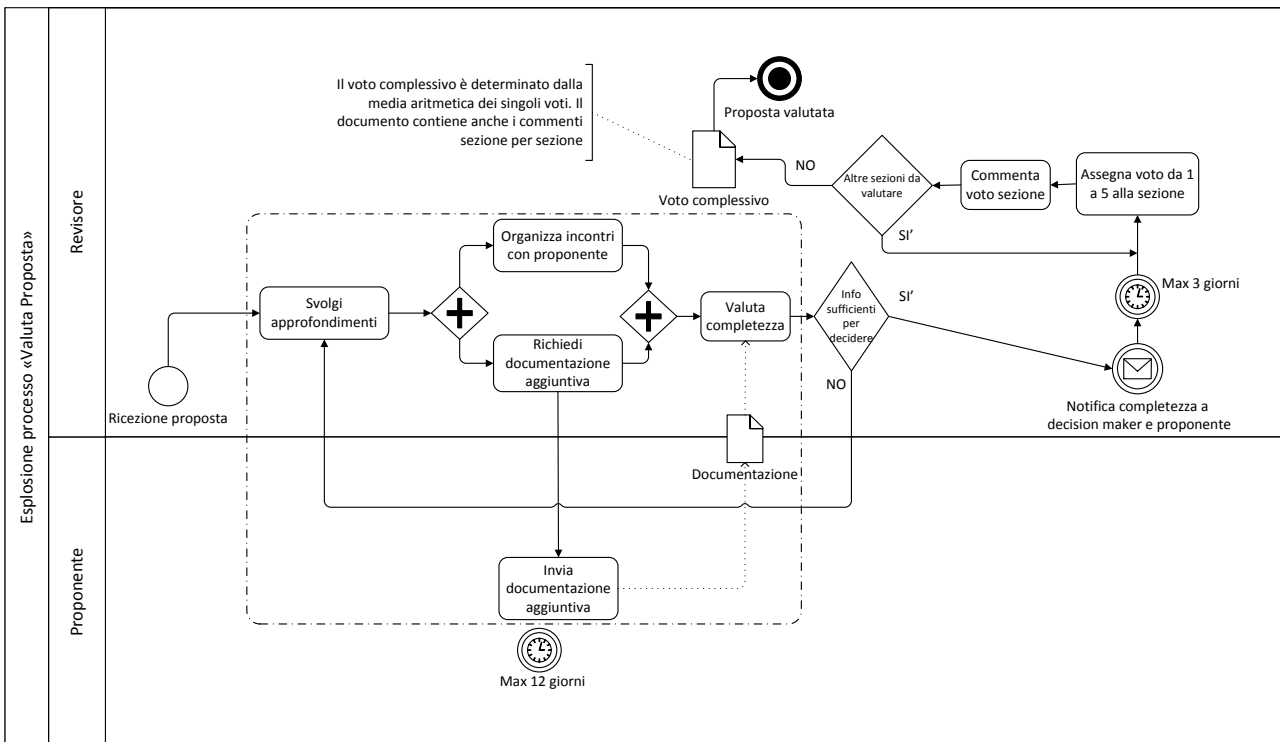 Esplosione processo «Valuta Proposta»
Revisore
Il voto complessivo è determinato dalla
media aritmetica dei singoli voti. Il
documento contiene anche i commenti
sezione per sezione
Proposta valutata
Voto complessivo
NO
Altre sezioni da
valutare
SI’
Commenta
voto sezione
Assegna voto da 1
a 5 alla sezione
Max 3 giorni
Organizza incontri
con proponente
Svolgi
approfondimenti
Richiedi
documentazione
aggiuntiva
Valuta
completezza
Info
sufficienti
per
decidere
SI’
NO
Ricezione proposta
Notifica completezza a
decision maker e proponente
Documentazione
Proponente
Invia
documentazione
aggiuntiva
Max 12 giorni